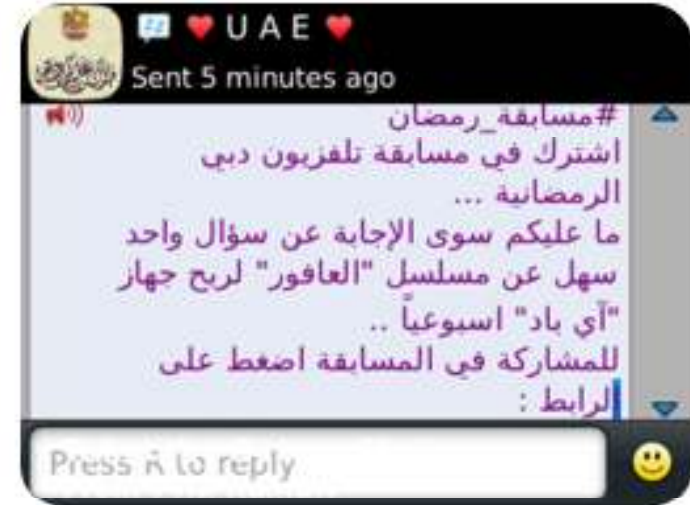 U A E
Sent 5 minutes ago
#مسابقة_رمضان
اشترك في مسابقة تلفزيون دبي
الرمضانية ...
ما عليكم سوى الإجابة عن سؤال واحد
سهل عن مسلسل "العافور" لربح جهاز
"آي باد" اسبوعياً ..
للمشاركة في المسابقة اضغط على
الرابط :
Press R to reply